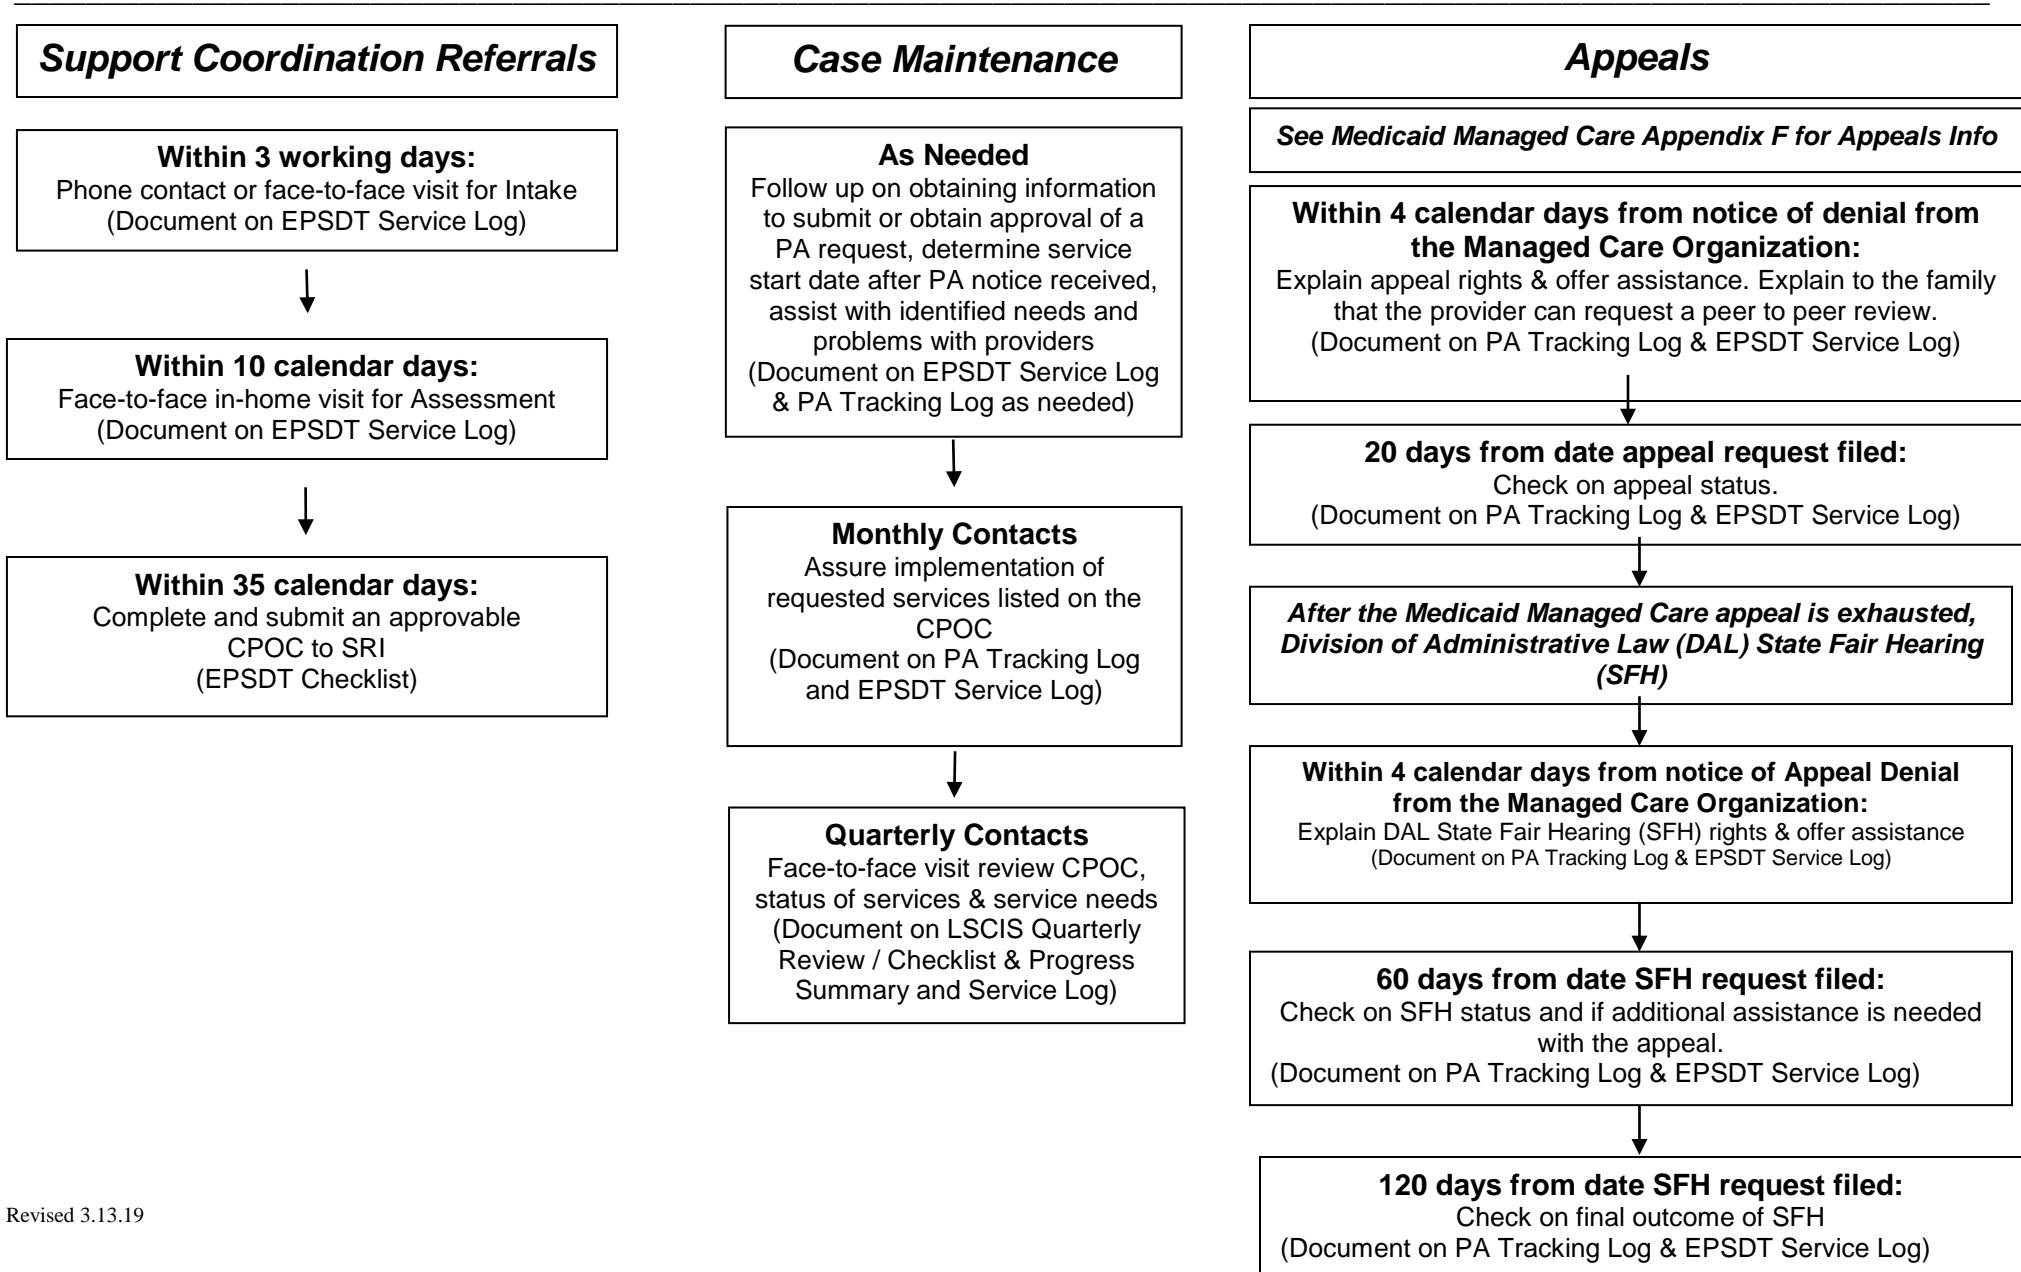 Support Coordination Referrals
Within 3 working days:
Phone contact or face-to-face visit for Intake
(Document on EPSDT Service Log)
Within 10 calendar days:
Face-to-face in-home visit for Assessment
(Document on EPSDT Service Log)
Within 35 calendar days:
Complete and submit an approvable
CPOC to SRI
(EPSDT Checklist)
Case Maintenance
As Needed
Follow up on obtaining information
to submit or obtain approval of a
PA request, determine service
start date after PA notice received,
assist with identified needs and
problems with providers
(Document on EPSDT Service Log
& PA Tracking Log as needed)
Monthly Contacts
Assure implementation of
requested services listed on the
CPOC
(Document on PA Tracking Log
and EPSDT Service Log)
Quarterly Contacts
Face-to-face visit review CPOC,
status of services & service needs
(Document on LSCIS Quarterly
Review / Checklist & Progress
Summary and Service Log)
Appeals
See Medicaid Managed Care Appendix F for Appeals Info
Within 4 calendar days from notice of denial from
the Managed Care Organization:
Explain appeal rights & offer assistance. Explain to the family
that the provider can request a peer to peer review.
(Document on PA Tracking Log & EPSDT Service Log)
20 days from date appeal request filed:
Check on appeal status.
(Document on PA Tracking Log & EPSDT Service Log)
After the Medicaid Managed Care appeal is exhausted,
Division of Administrative Law (DAL) State Fair Hearing
(SFH)
Within 4 calendar days from notice of Appeal Denial
from the Managed Care Organization:
Explain DAL State Fair Hearing (SFH) rights & offer assistance
(Document on PA Tracking Log & EPSDT Service Log)
60 days from date SFH request filed:
Check on SFH status and if additional assistance is needed
with the appeal.
(Document on PA Tracking Log & EPSDT Service Log)
120 days from date SFH request filed:
Check on final outcome of SFH
(Document on PA Tracking Log & EPSDT Service Log)
Revised 3.13.19